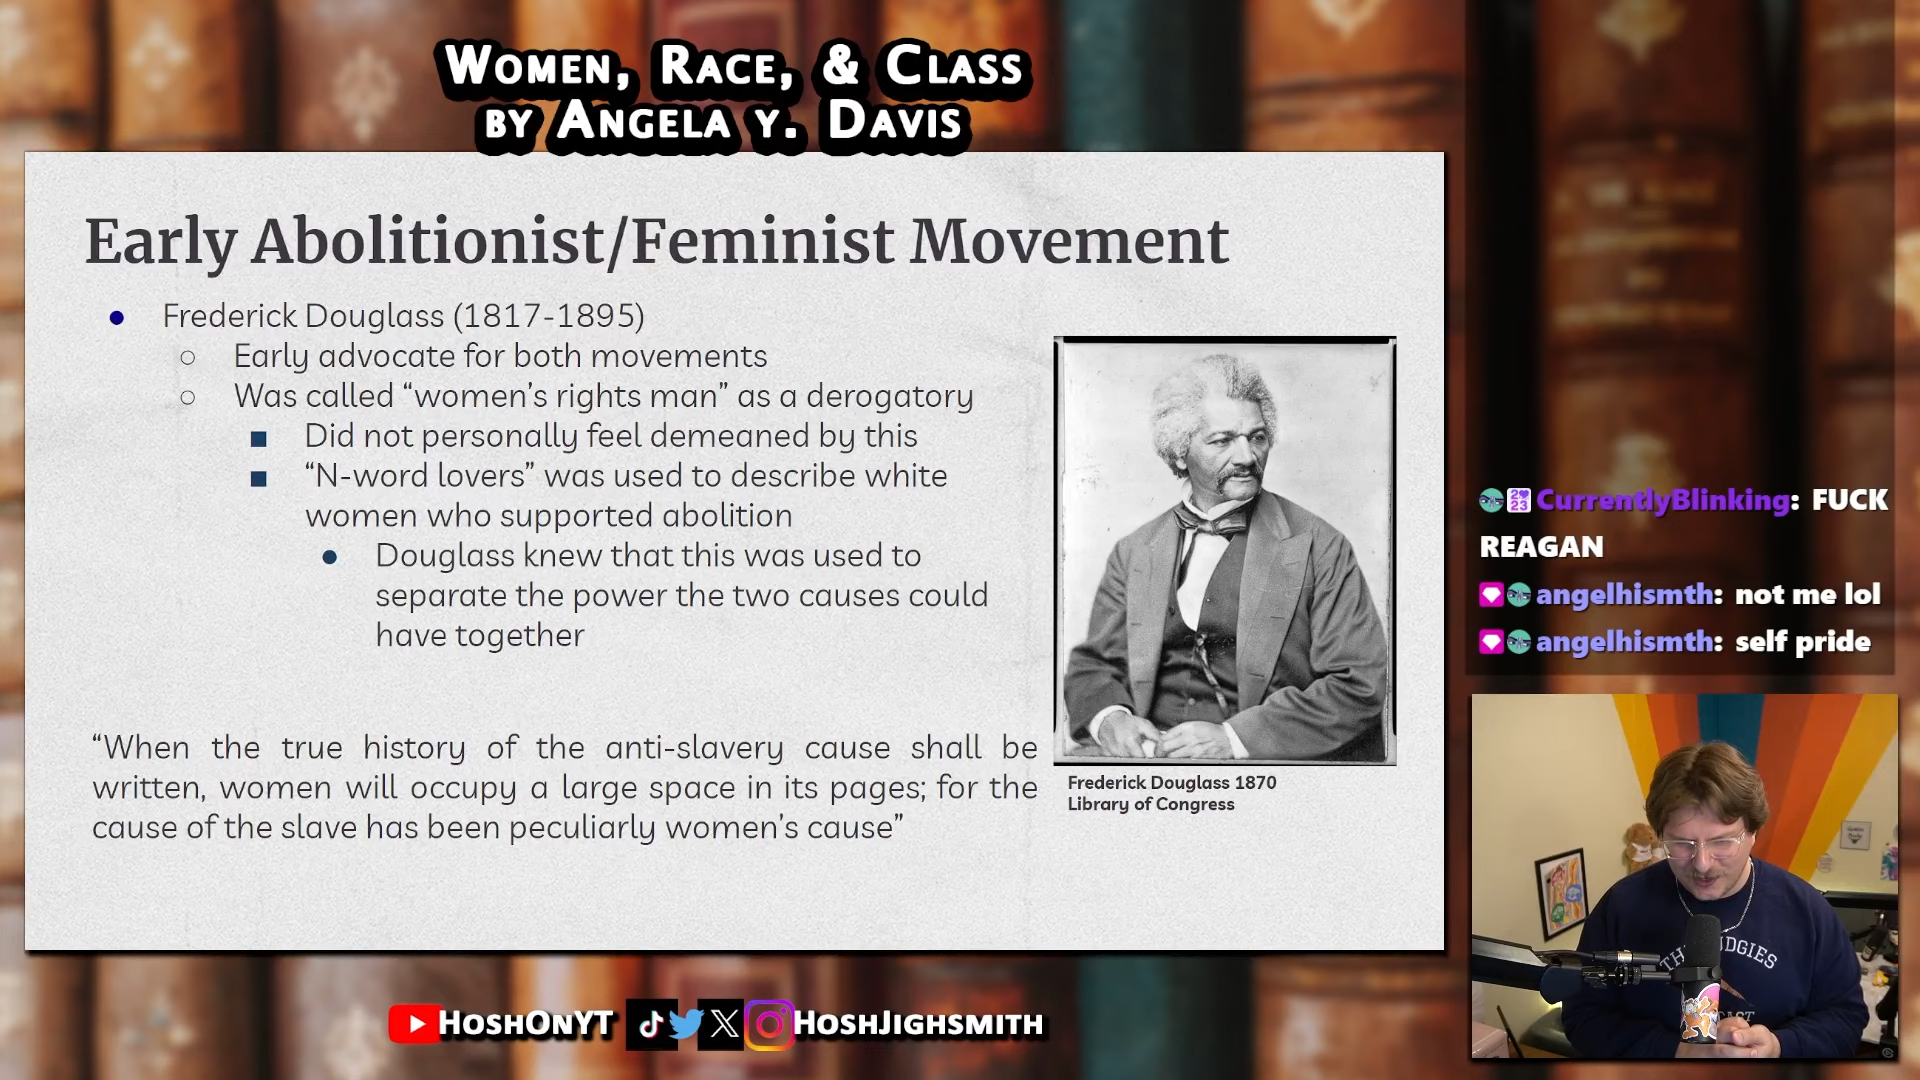 Women, Race, & Class
by Angela y. Davis
Early Abolitionist/Feminist Movement
Frederick Douglass (1817-1895)
Early advocate for both movements
Was called “women’s rights man” as a derogatory
Did not personally feel demeaned by this
“N-word lovers” was used to describe white
women who supported abolition
Douglass knew that this was used to
separate the power the two causes could
have together
“When the true history of the anti-slavery cause shall be
written, women will occupy a large space in its pages; for the
cause of the slave has been peculiarly women’s cause”
Frederick Douglass 1870
Library of Congress
CurrentlyBlinking: FUCK
REAGAN
angelhismth: not me lol
angelhismth: self pride
HoshOnYT
HoshJighsmith